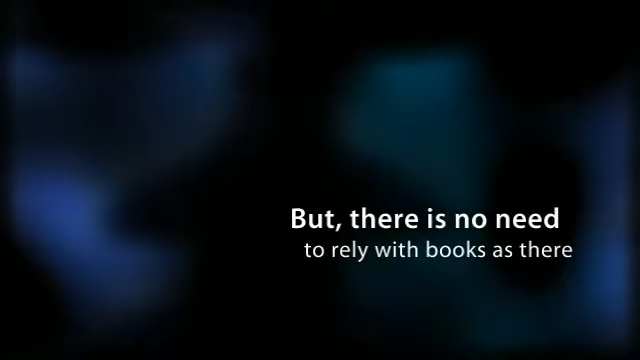 But, there is no need
to rely with books as there